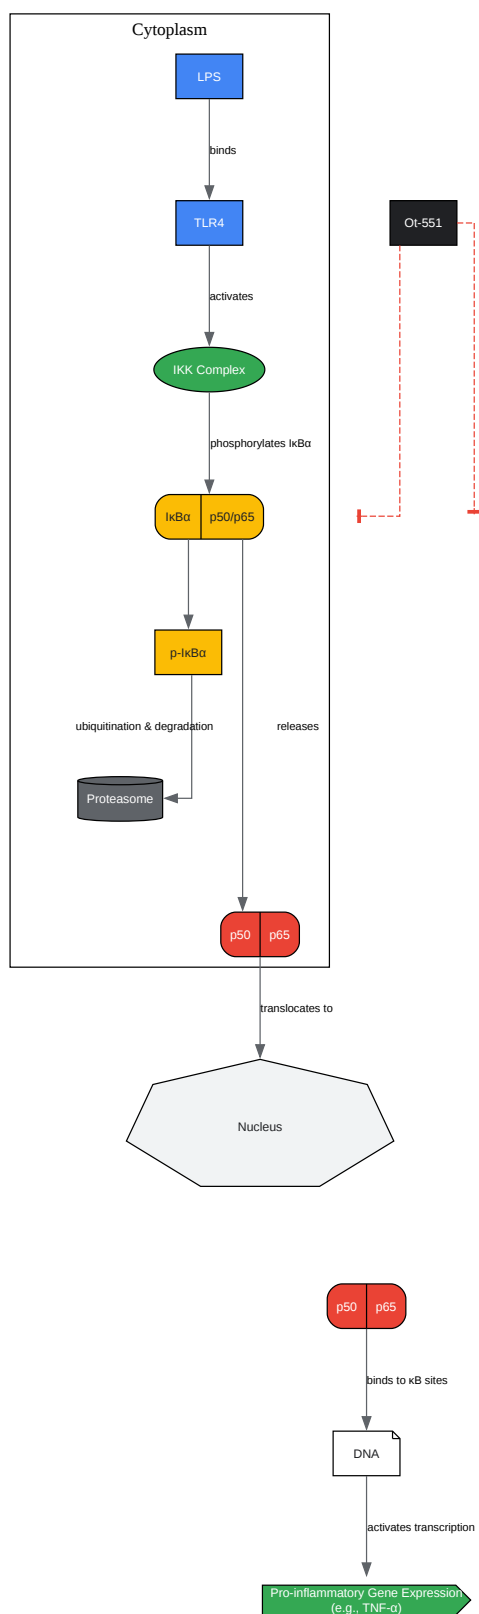 Cytoplasm
LPS
binds
TLR4
Ot-551
activates
IKK Complex
phosphorylates IκBα
IκBα
p50/p65
p-IκBα
ubiquitination & degradation
releases
Proteasome
p50
p65
translocates to
Nucleus
p50
p65
binds to κB sites
DNA
activates transcription
Pro-inflammatory Gene Expression
(e.g., TNF-α)